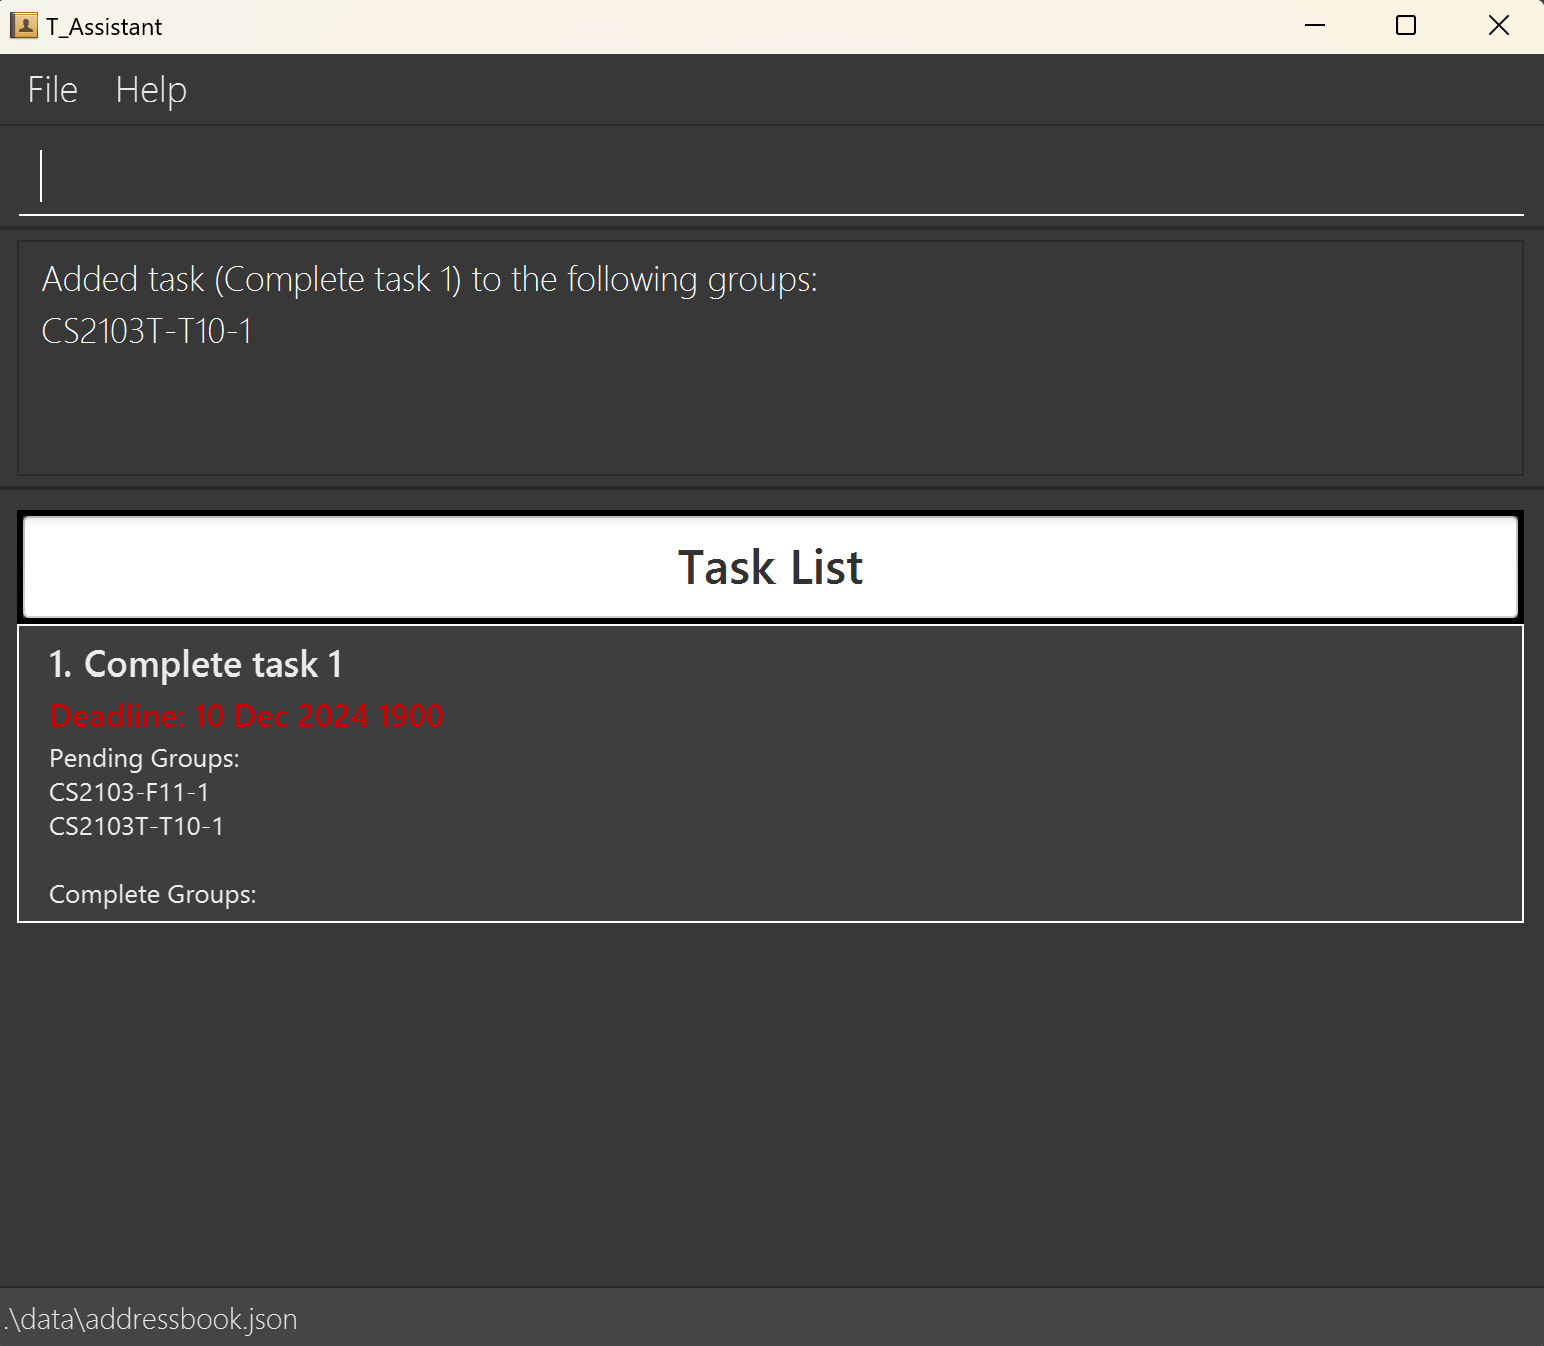 T_Assistant
File Help
Added task (Complete task 1) to the following groups:
CS2103T-T10-1
Task List
1. Complete task 1
Deadline: 10 Dec 2024 1900
Pending Groups:
CS2103-F11-1
CS2103T-T10-1
Complete Groups:
.\data\addressbook.json